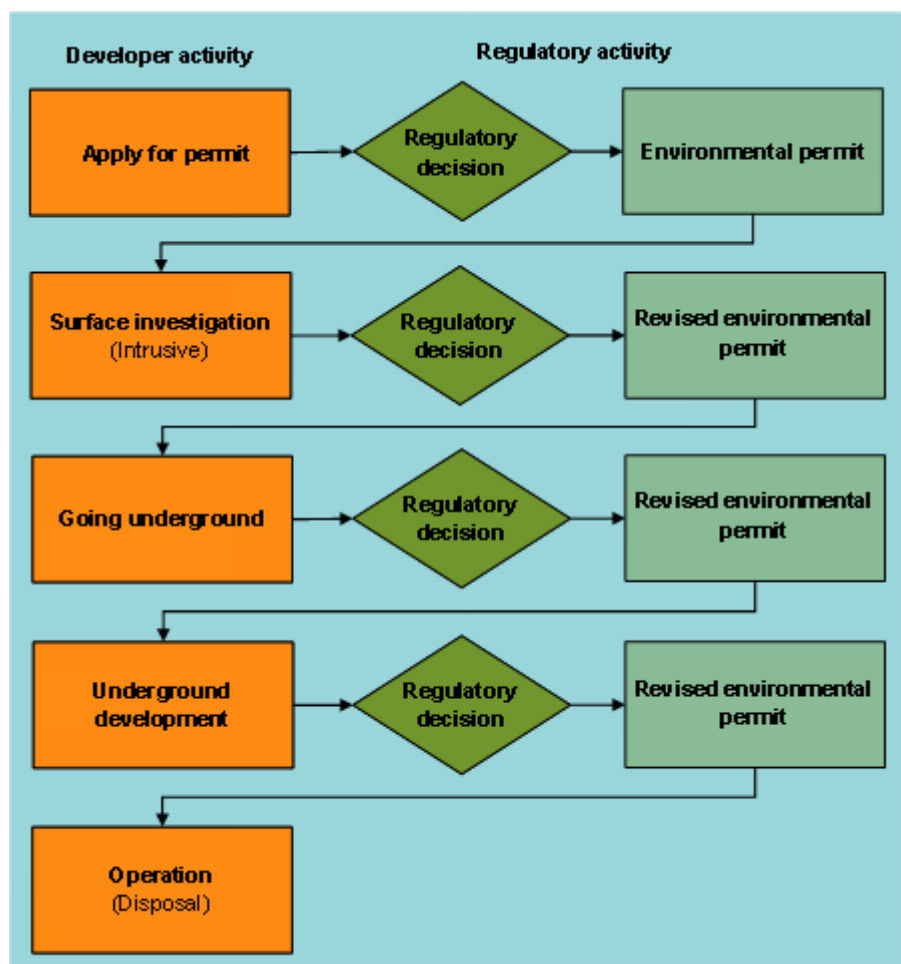 Developer activity
Regulatory activity
Apply for permit
Regulatory
decision
Environmental permit
Surface investigation
(Intrusive)
Regulatory
decision
Revised environmental
permit
Going underground
Regulatory
decision
Revised environmental
permit
Underground
development
Regulatory
decision
Revised environmental
permit
Operation
(Disposal)